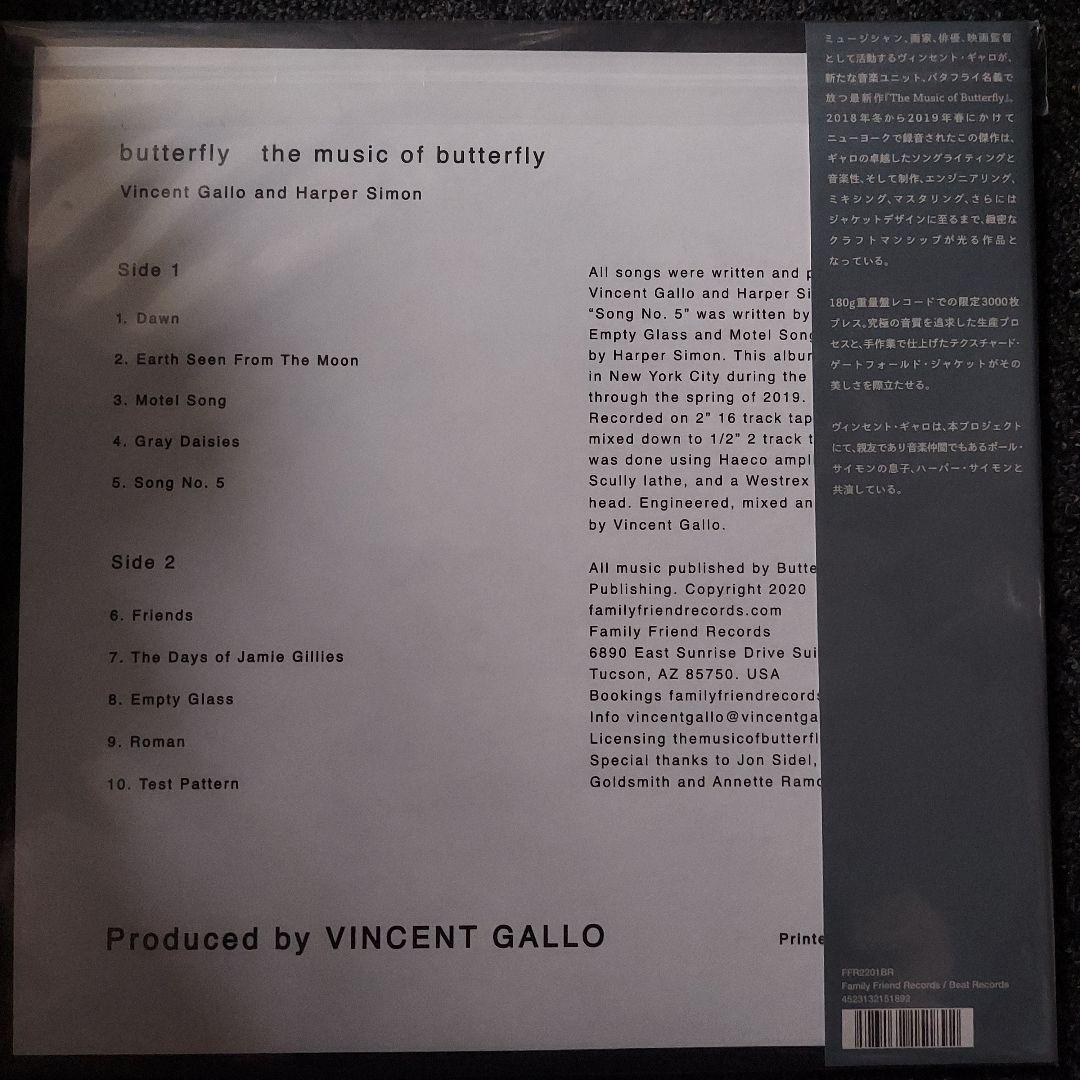 butterfly the music of butterfly
Vincent Gallo and Harper Simon
Side 1
1. Dawn
2. Earth Seen From The Moon
3. Motel Song
4. Gray Daisies
5. Song No. 5
Side 2
6. Friends
7. The Days of Jamie Gillies
8. Empty Glass
9. Roman
10. Test Pattern
All songs were written and p
Vincent Gallo and Harper Si
“Song No. 5” was written by
Empty Glass and Motel Song
by Harper Simon. This album
in New York City during the
through the spring of 2019.
Recorded on 2” 16 track tap
mixed down to 1/2” 2 track t
was done using Haeco ampl
Scully lathe, and a Westrex
head. Engineered, mixed an
by Vincent Gallo.
All music published by Butte
Publishing. Copyright 2020
familyfriendrecords.com
Family Friend Records
6890 East Sunrise Drive Sui
Tucson, AZ 85750. USA
Bookings familyfriendrecords
Info vincentgallo@vincentga
Licensing themusicofbutterfl
Special thanks to Jon Sidel,
Goldsmith and Annette Ramo
Produced by VINCENT GALLO
Printe
ミュージシャン、画家、俳優、映画監督
として活動するヴィンセント・ギャロが、
新たな音楽ユニット、バタフライ名義で
放つ最新作『The Music of Butterfly』。
2018年冬から2019年春にかけて
ニューヨークで録音されたこの傑作は、
ギャロの卓越したソングライティングと
音楽性、そして制作、エンジニアリング、
ミキシング、マスタリング、さらには
ジャケットデザインに至るまで、緻密な
クラフトマンシップが光る作品と
なっている。
180g重量盤レコードでの限定3000枚
プレス。究極の音質を追求した生産プロ
セスと、手作業で仕上げたテクスチャード・
ゲートフォールド・ジャケットがその
美しさを際立たせる。
ヴィンセント・ギャロは、本プロジェクト
にて、親友であり音楽仲間でもあるポール・
サイモンの息子、ハーパー・サイモンと
共演している。
FFR2201BR
Family Friend Records / Beat Records
4523132151892